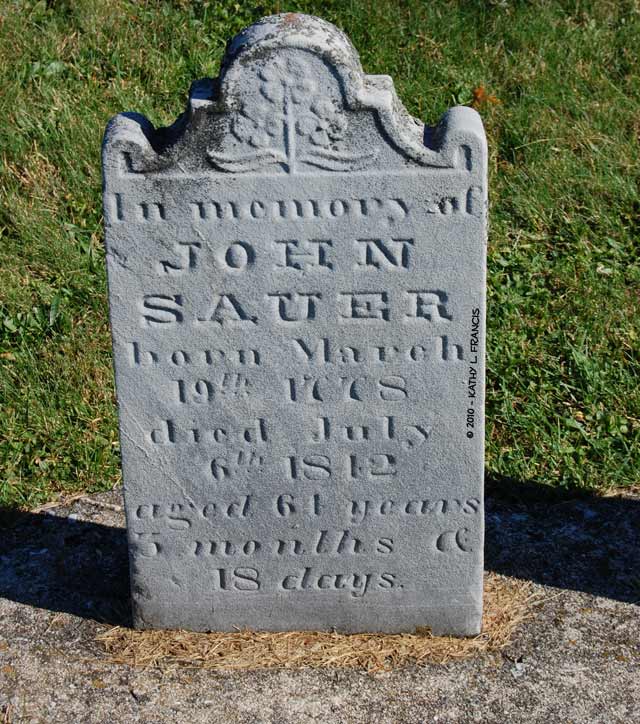 In memory of
JOHN
SAUER
born March
19th 1778
died July
6th 1842
aged 64 years
3 months &
18 days.
© 2010 - KATHY L. FRANCIS